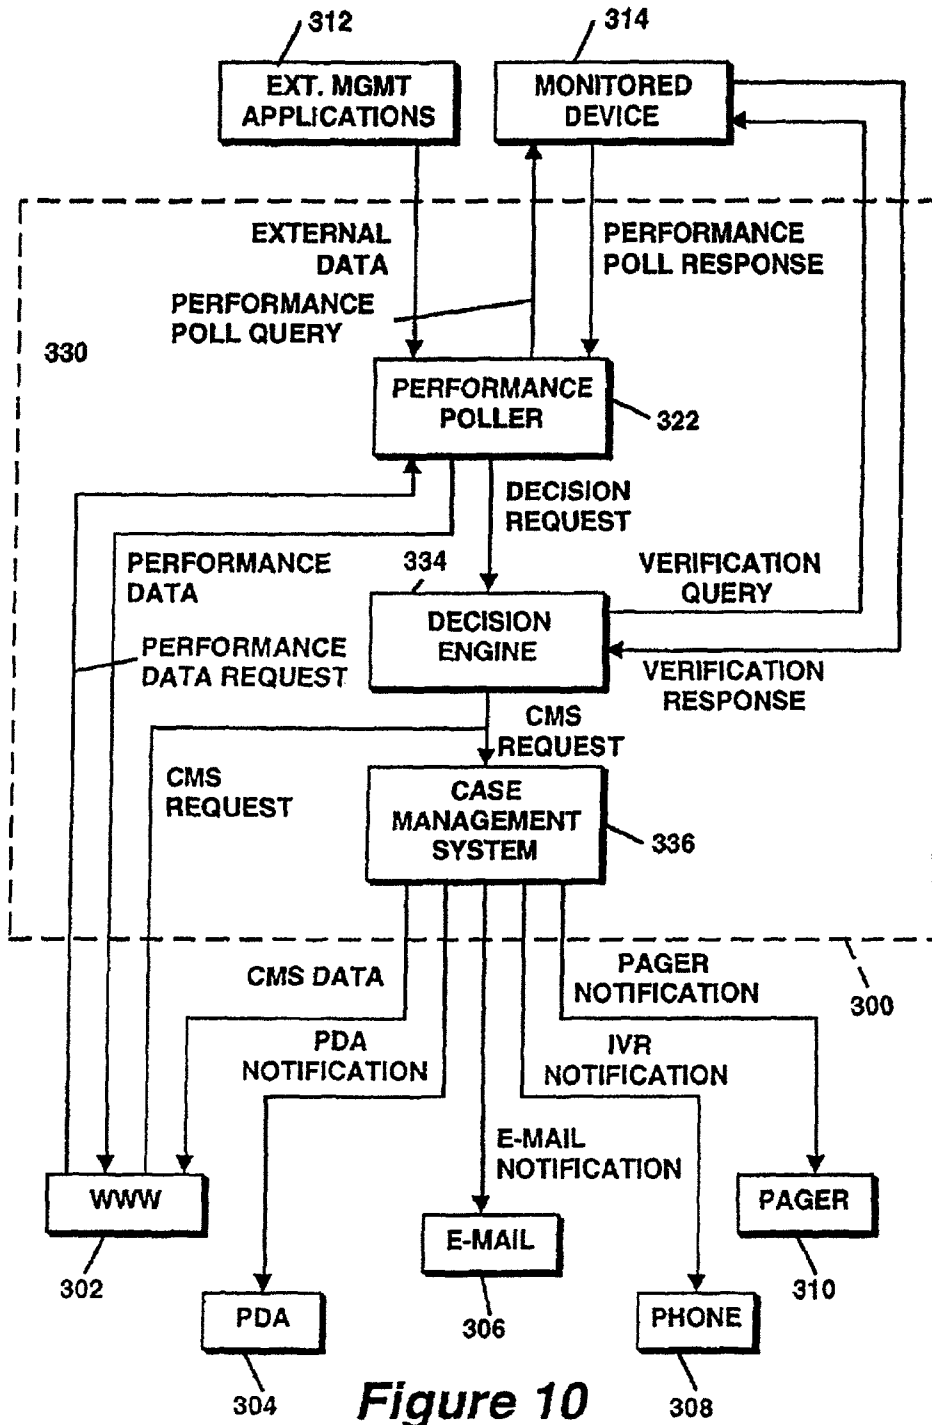 312
314
EXT. MGMT
APPLICATIONS
MONITORED
DEVICE
EXTERNAL
DATA
PERFORMANCE
POLL RESPONSE
PERFORMANCE
POLL QUERY
330
PERFORMANCE
POLLER
322
DECISION
REQUEST
PERFORMANCE
DATA
334
VERIFICATION
QUERY
DECISION
ENGINE
PERFORMANCE
DATA REQUEST
VERIFICATION
RESPONSE
CMS
REQUEST
CMS
REQUEST
CASE
MANAGEMENT
SYSTEM
336
CMS DATA
PAGER
NOTIFICATION
300
PDA
NOTIFICATION
IVR
NOTIFICATION
E-MAIL
NOTIFICATION
WWW
PAGER
E-MAIL
302
310
PDA
306
PHONE
304
308
Figure 10